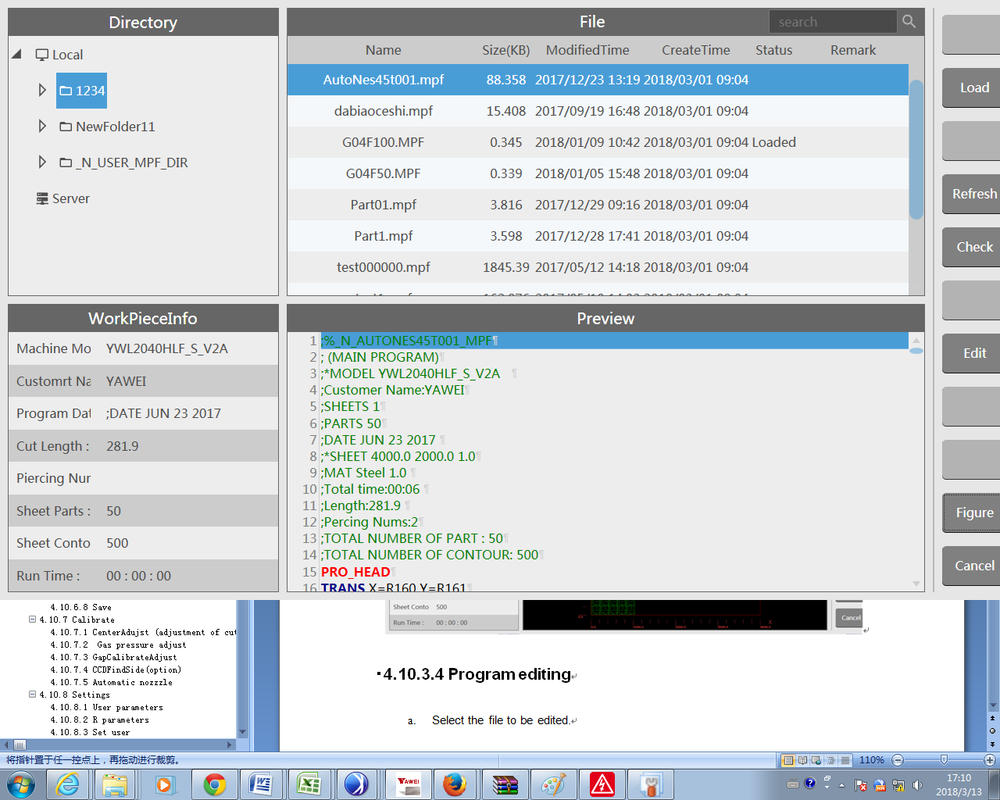 Directory
Local
1234
NewFolder11
_N_USER_MPF_DIR
Server
File
search
Name Size(KB) ModifiedTime CreateTime Status Remark
AutoNes45t001.mpf 88.358 2017/12/23 13:19 2018/03/01 09:04
dabiaoceshi.mpf 15.408 2017/09/19 16:48 2018/03/01 09:04
G04F100.MPF 0.345 2018/01/09 10:42 2018/03/01 09:04 Loaded
G04F50.MPF 0.339 2018/01/05 15:48 2018/03/01 09:04
Part01.mpf 3.816 2017/12/29 09:16 2018/03/01 09:04
Part1.mpf 3.598 2017/12/28 17:41 2018/03/01 09:04
test000000.mpf 1845.39 2017/05/12 14:18 2018/03/01 09:04
Load
Refresh
Check
Edit
Figure
Cancel
WorkPieceInfo
Machine Mo YWL2040HLF_S_V2A
Customrt Na YAWEI
Program Dat ;DATE JUN 23 2017
Cut Length : 281.9
Piercing Nur
Sheet Parts : 50
Sheet Conto 500
Run Time : 00 : 00 : 00
Preview
1 ;%_N_AUTONES45T001_MPF¶
2 ; (MAIN PROGRAM)¶
3 ;*MODEL YWL2040HLF_S_V2A ¶
4 ;Customer Name:YAWEI¶
5 ;SHEETS 1¶
6 ;PARTS 50¶
7 ;DATE JUN 23 2017 ¶
8 ;*SHEET 4000.0 2000.0 1.0¶
9 ;MAT Steel 1.0 ¶
10 ;Total time:00:06 ¶
11 ;Length:281.9 ¶
12 ;Percing Nums:2¶
13 ;TOTAL NUMBER OF PART : 50¶
14 ;TOTAL NUMBER OF CONTOUR: 500¶
15 PRO_HEAD¶
16 TRANS X=R160 Y=R161¶
4.10.6.8 Save
4.10.7 Calibrate
4.10.7.1 CenterAdujst (adjustment of cut
4.10.7.2 Gas pressure adjust
4.10.7.3 GapCalibrateAdjust
4.10.7.4 CCDFindSide(option)
4.10.7.5 Automatic nozzzle
4.10.8 Settings
4.10.8.1 User parameters
4.10.8.2 R parameters
4.10.8.3 Set user
Sheet Conto 500
Run Time : 00 : 00 : 00
Cancel
4.10.3.4 Program editing
a. Select the file to be edited.
将指针置于任一控点上，再拖动进行裁剪。
110%
YAWEI
17:10
2018/3/13